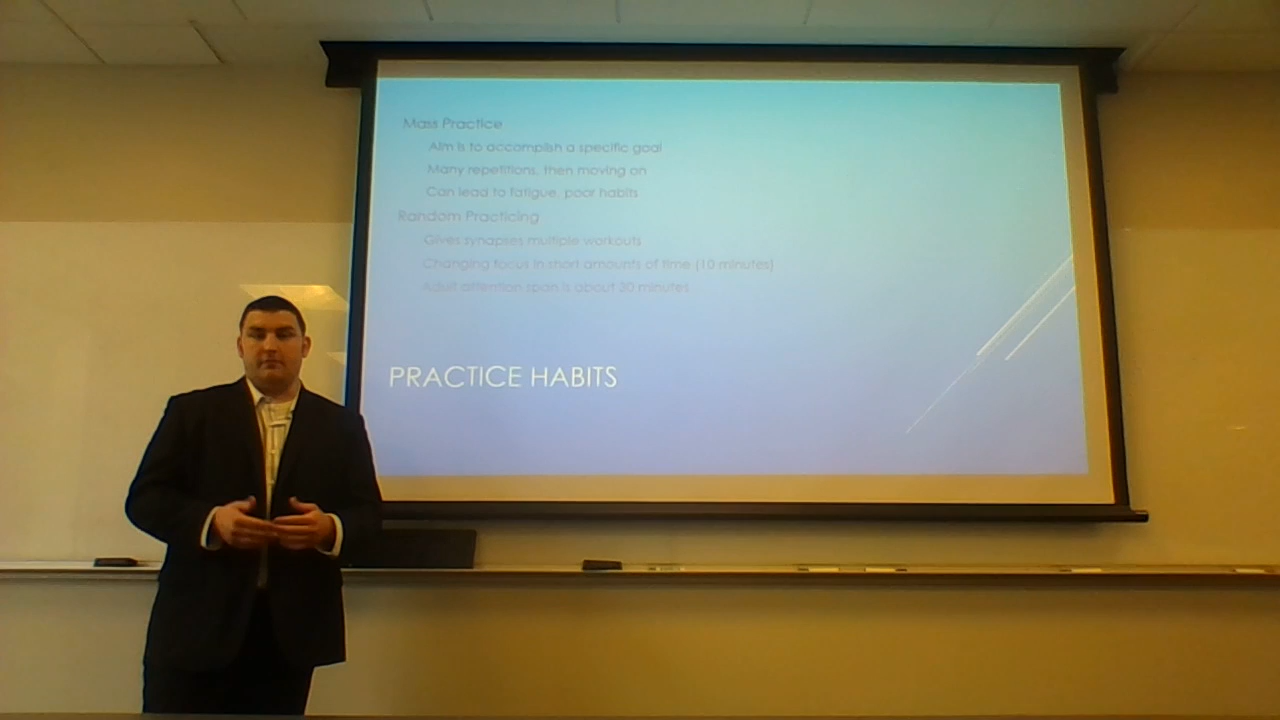 Mass Practice
Aim is to accomplish a specific goal
Many repetitions, then moving on
Can lead to fatigue, poor habits
Random Practicing
Gives synapses multiple workouts
Changing focus in short amounts of time (10 minutes)
Adult attention span is about 20 minutes
PRACTICE HABITS